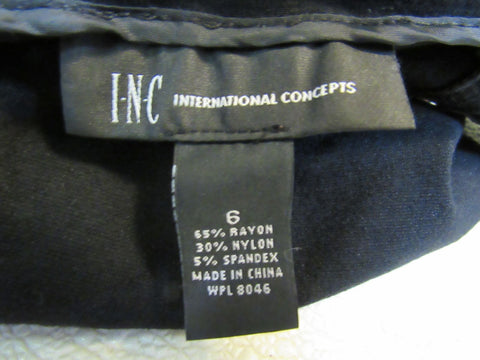 I-N-C INTERNATIONAL CONCEPTS
6
65% RAYON
30% NYLON
5% SPANDEX
MADE IN CHINA
WPL 8046